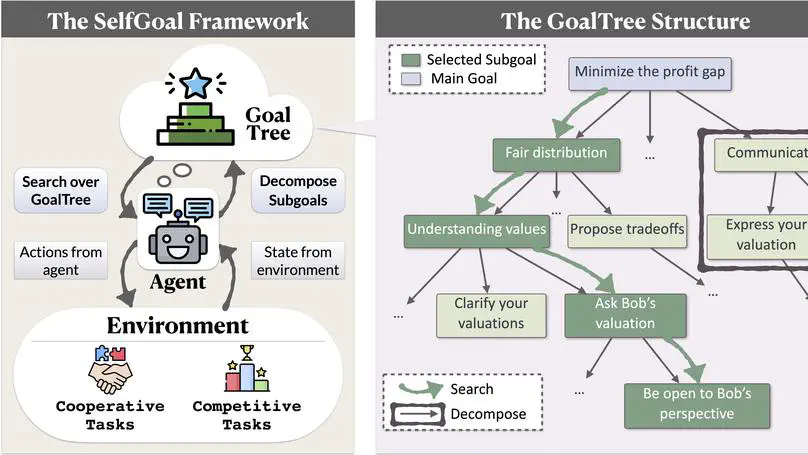 The SelfGoal Framework
Goal
Tree
Search over
GoalTree
Decompose
Subgoals
Actions from
agent
State from
environment
Agent
Environment
Cooperative
Tasks
Competitive
Tasks
The GoalTree Structure
Selected Subgoal
Main Goal
Minimize the profit gap
Fair distribution
...
Communicat
Understanding values
...
Propose tradeoffs
Express your
valuation
...
Clarify your
valuations
Ask Bob's
valuation
...
...
Be open to Bob's
perspective
Search
Decompose